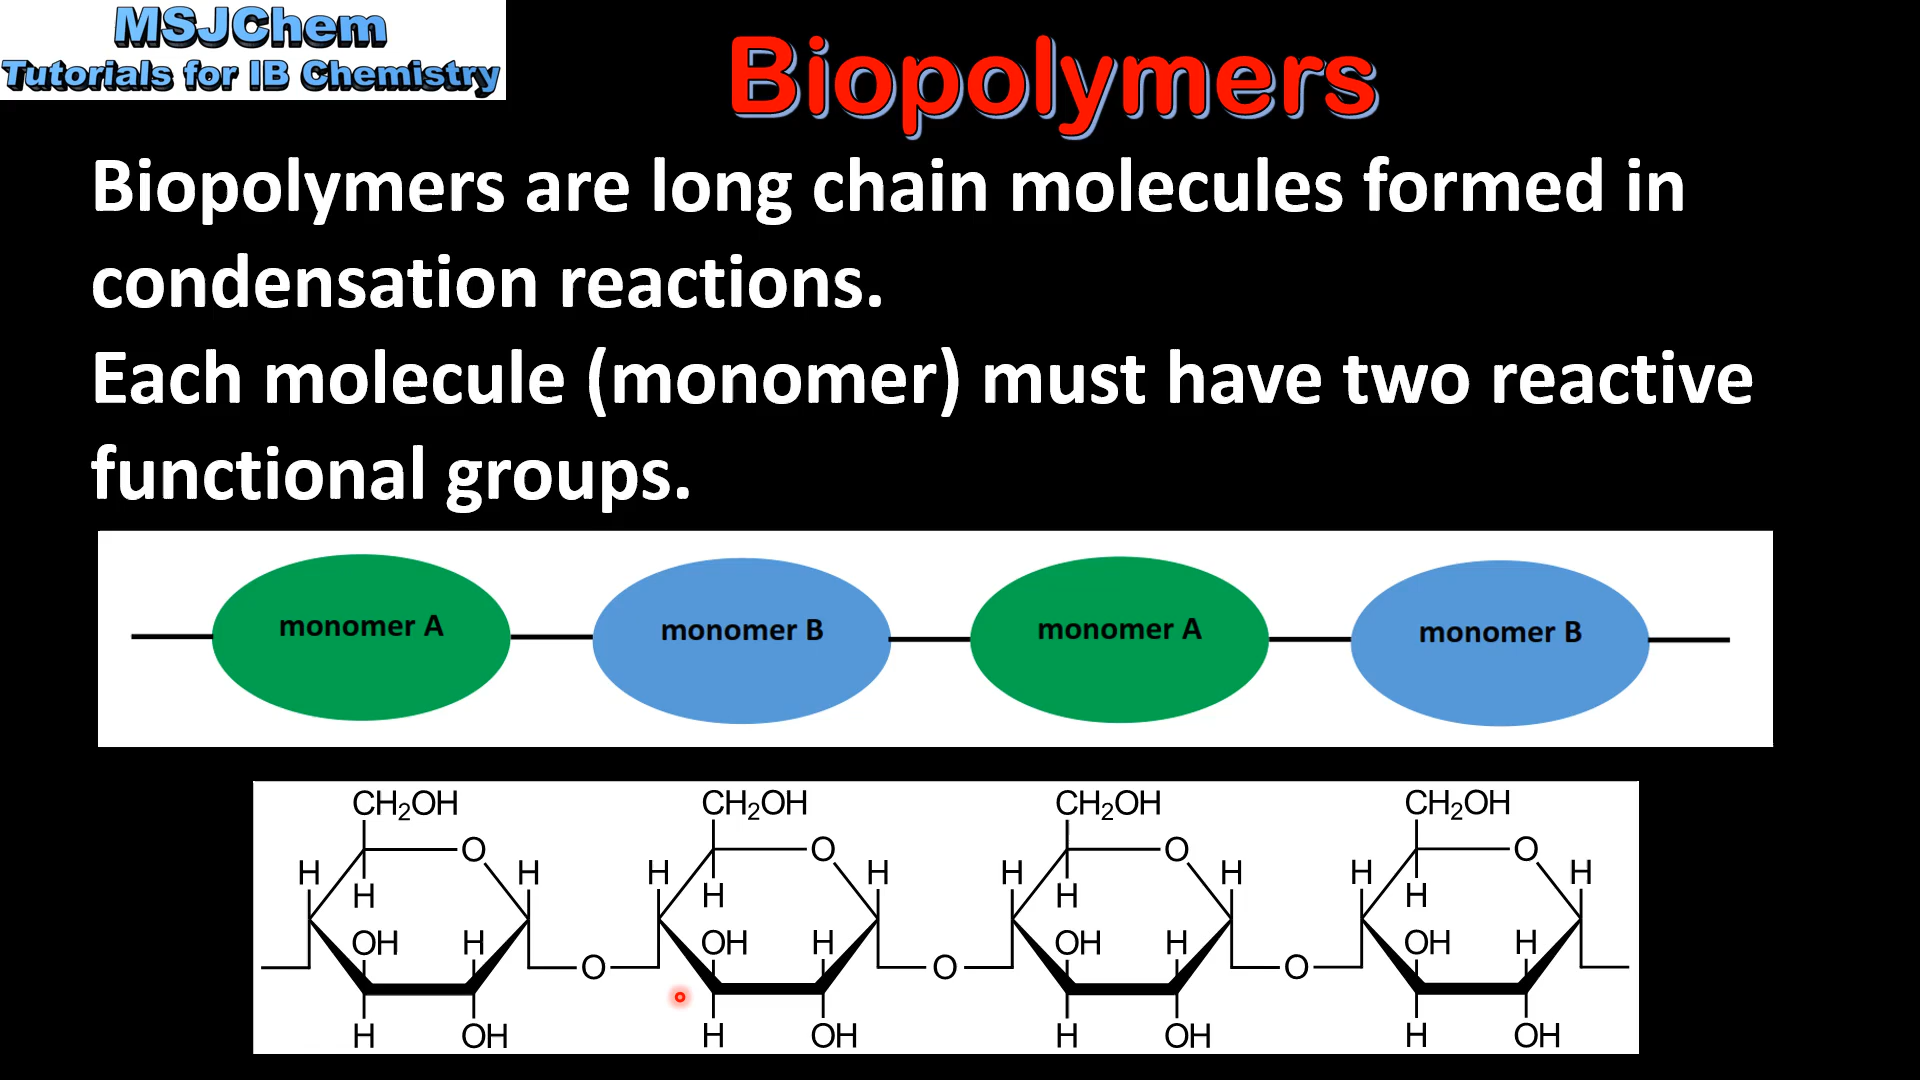 MSJChem
Tutorials for IB Chemistry
Biopolymers
Biopolymers are long chain molecules formed in
condensation reactions.
Each molecule (monomer) must have two reactive
functional groups.
monomer A monomer B monomer A monomer B
CH₂OH CH₂OH CH₂OH CH₂OH
O O O O
H H H H H H H H
H H H H
OH H OH H OH H OH H
O O O
H OH H OH H OH H OH